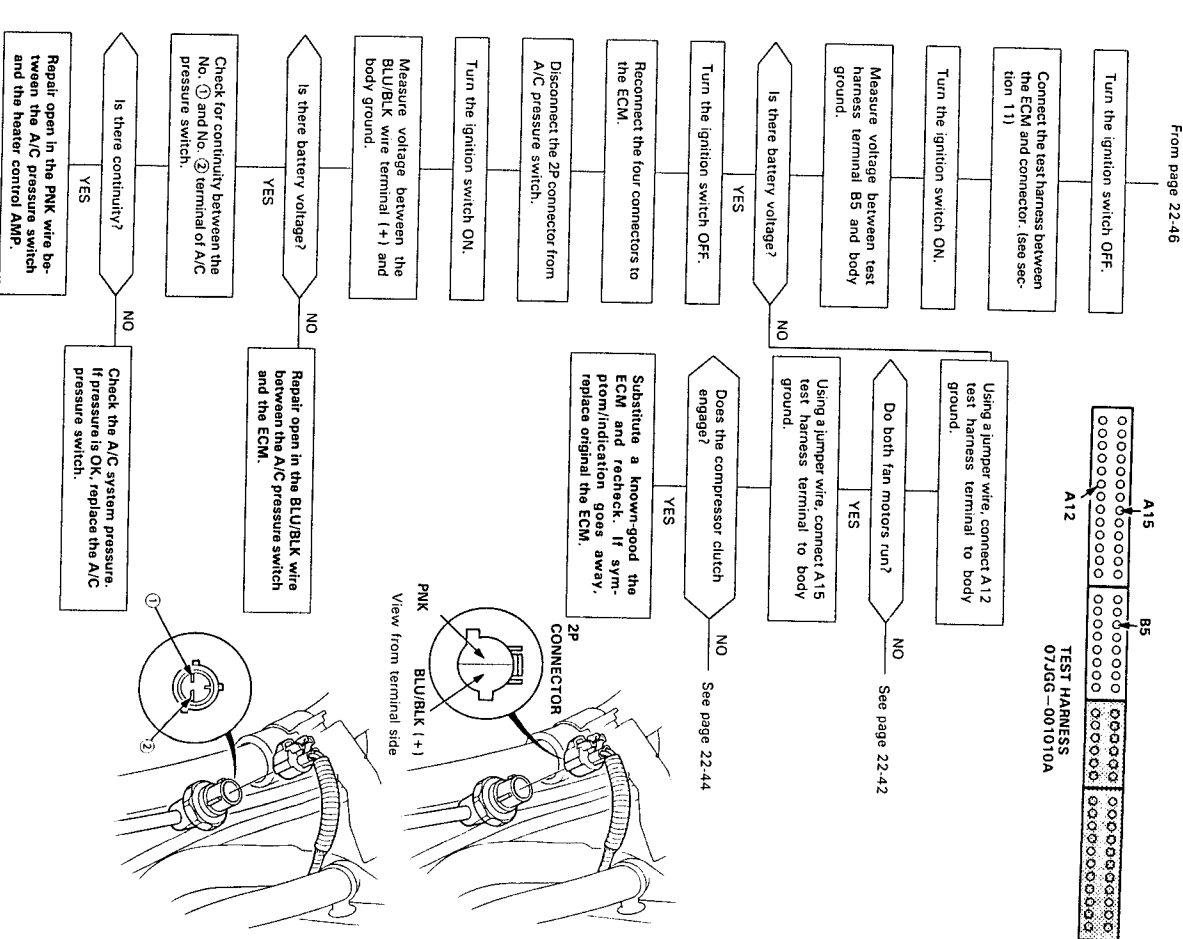 From page 22-46
Turn the ignition switch OFF.
Connect the test harness between
the ECM and connector. (see sec-
tion 11)
Turn the ignition switch ON.
Measure voltage between test
harness terminal B5 and body
ground.
Is there battery voltage?
NO
YES
Turn the ignition switch OFF.
Reconnect the four connectors to
the ECM.
Disconnect the 2P connector from
A/C pressure switch.
Turn the ignition switch ON.
Measure voltage between the
BLU/BLK wire terminal (+) and
body ground.
Is there battery voltage?
NO
YES
Repair open in the BLU/BLK wire
between the A/C pressure switch
and the ECM.
Check for continuity between the
No. ① and No. ② terminal of A/C
pressure switch.
Is there continuity?
NO
YES
Check the A/C system pressure.
If pressure is OK, replace the A/C
pressure switch.
Repair open in the PNK wire be-
tween the A/C pressure switch
and the heater control AMP.
Using a jumper wire, connect A12
test harness terminal to body
ground.
Do both fan motors run?
NO
See page 22-42
YES
Using a jumper wire, connect A15
test harness terminal to body
ground.
Does the compressor clutch
engage?
NO
See page 22-44
YES
Substitute a known-good the
ECM and recheck. If sym-
ptom/indication goes away,
replace original the ECM.
A15
B5
A12
TEST HARNESS
07JGG—001010A
2P
CONNECTOR
PNK
BLU/BLK (+)
View from terminal side
①
②